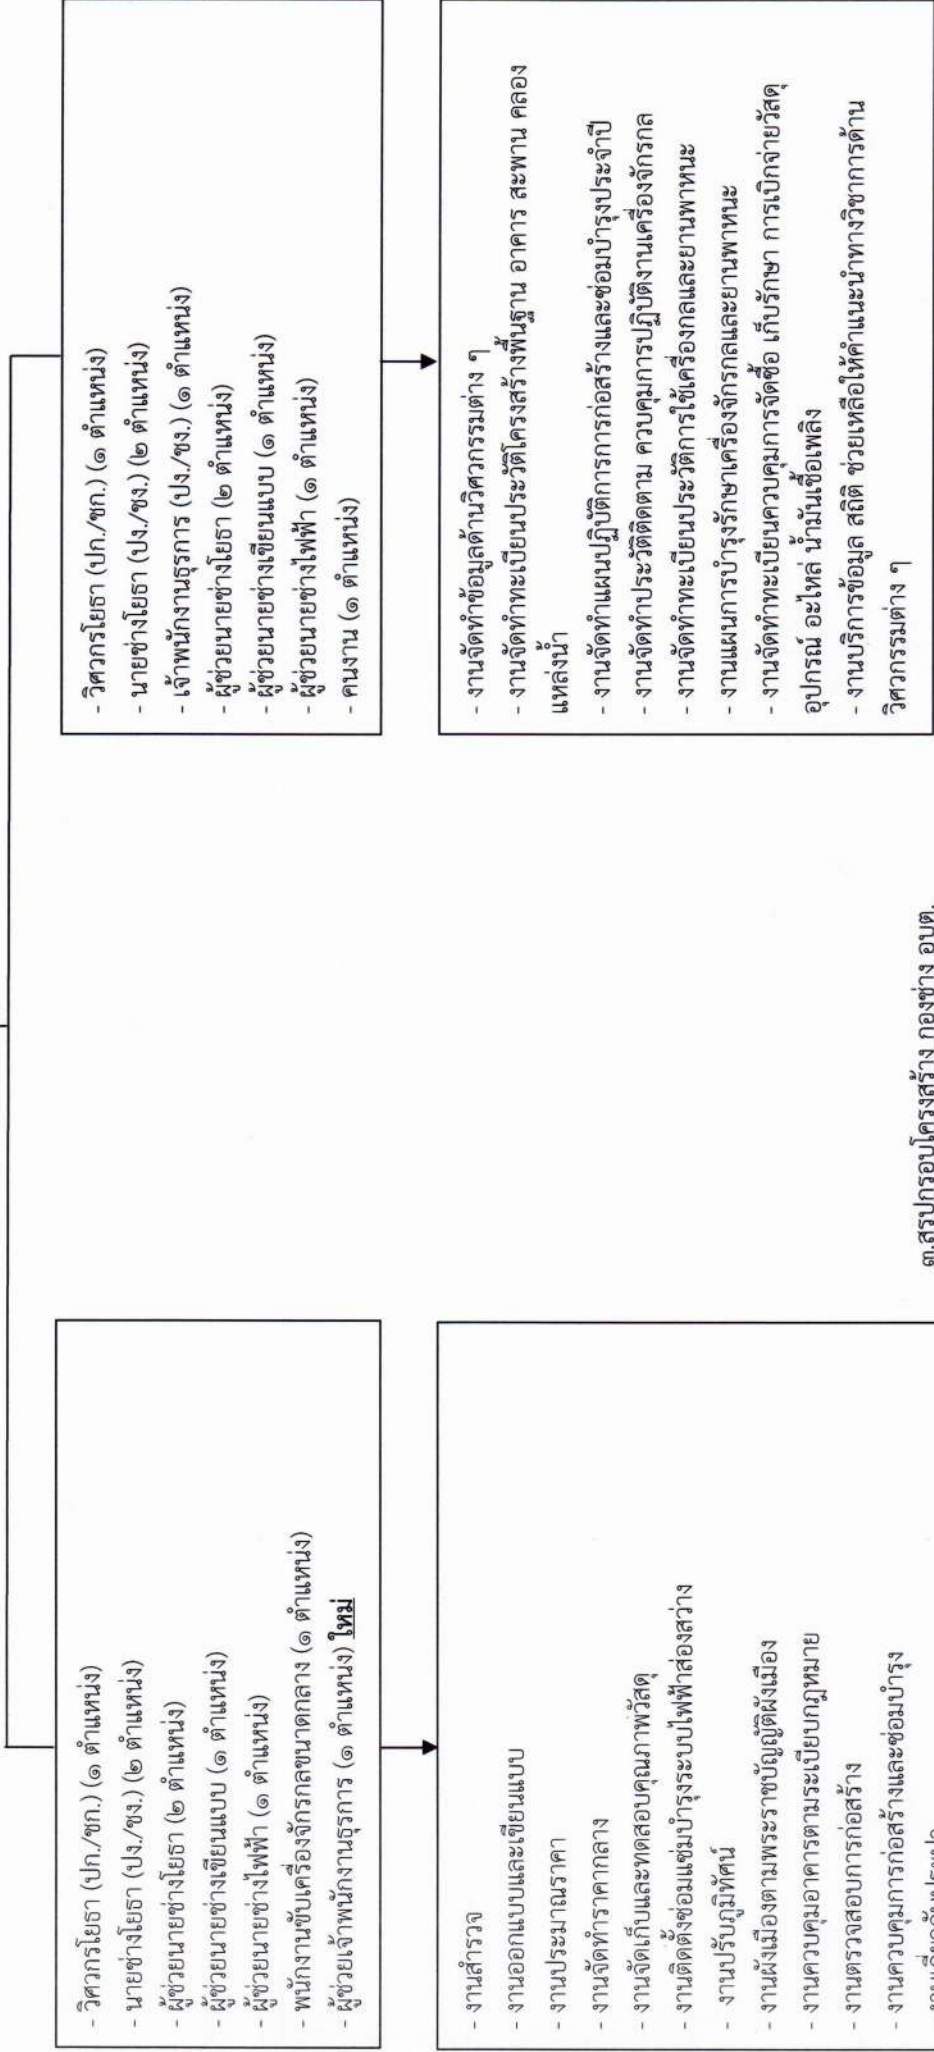 - วิศวกรโยธา (ปก./ชก.) (๑ ตำแหน่ง)
- นายช่างโยธา (ปง./ชง.) (๒ ตำแหน่ง)
- ผู้ช่วยนายช่างโยธา (๒ ตำแหน่ง)
- ผู้ช่วยนายช่างเขียนแบบ (๑ ตำแหน่ง)
- ผู้ช่วยนายช่างไฟฟ้า (๑ ตำแหน่ง)
- พนักงานขับเครื่องจักรกลขนาดกลาง (๑ ตำแหน่ง)
- ผู้ช่วยเจ้าพนักงานธุรการ (๑ ตำแหน่ง) ใหม่
- งานสำรวจ
- งานออกแบบและเขียนแบบ
- งานประมาณราคา
- งานจัดทำราคากลาง
- งานจัดเก็บและทดสอบคุณภาพวัสดุ
- งานติดตั้งซ่อมแซ่มบำรุงระบบไฟฟ้าส่องสว่าง
- งานปรับภูมิทัศน์
- งานผังเมืองตามพระราชบัญญัติผังเมือง
- งานควบคุมอาคารตามระเบียบกฎหมาย
- งานตรวจสอบการก่อสร้าง
- งานควบคุมการก่อสร้างและซ่อมบำรุง
- วิศวกรโยธา (ปก./ชก.) (๑ ตำแหน่ง)
- นายช่างโยธา (ปง./ชง.) (๒ ตำแหน่ง)
- เจ้าพนักงานธุรการ (ปง./ชง.) (๑ ตำแหน่ง)
- ผู้ช่วยนายช่างโยธา (๒ ตำแหน่ง)
- ผู้ช่วยนายช่างเขียนแบบ (๑ ตำแหน่ง)
- ผู้ช่วยนายช่างไฟฟ้า (๑ ตำแหน่ง)
- คนงาน (๑ ตำแหน่ง)
- งานจัดทำข้อมูลด้านวิศวกรรมต่าง ๆ
- งานจัดทำทะเบียนประวัติโครงสร้างพื้นฐาน อาคาร สะพาน คลอง
แหล่งน้ำ
- งานจัดทำแผนปฏิบัติการการก่อสร้างและซ่อมบำรุงประจำปี
- งานจัดทำประวัติติดตาม ควบคุมการปฏิบัติงานเครื่องจักรกล
- งานจัดทำทะเบียนประวัติการใช้เครื่องกลและยานพาหนะ
- งานแผนการบำรุงรักษาเครื่องจักรกลและยานพาหนะ
- งานจัดทำทะเบียนควบคุมการจัดซื้อ เก็บรักษา การเบิกจ่ายวัสดุ
อุปกรณ์ อะไหล่ น้ำมันเชื้อเพลิง
- งานบริการข้อมูล สถิติ ช่วยเหลือให้คำแนะนำทางวิชาการด้าน
วิศวกรรมต่าง ๆ
๓.สรุปกรอบโครงสร้าง กองช่าง อบต.